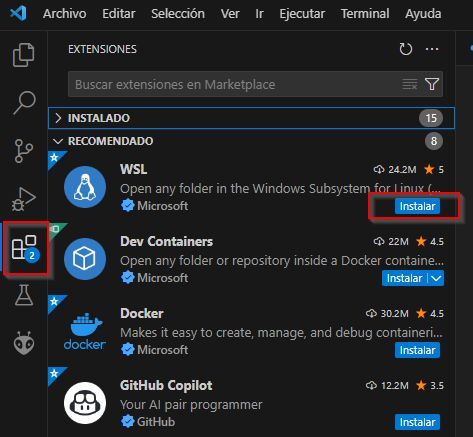 Archivo Editar Selección Ver Ir Ejecutar Terminal Ayuda
EXTENSIONES
Buscar extensiones en Marketplace
INSTALADO 15
RECOMENDADO 8
WSL 24.2M 5
Open any folder in the Windows Subsystem for Linux (...
Microsoft Instalar
Dev Containers 22M 4.5
Open any folder or repository inside a Docker containe...
Microsoft Instalar
2
Docker 30.2M 4.5
Makes it easy to create, manage, and debug containeri...
docker Microsoft Instalar
GitHub Copilot 12.2M 3.5
Your AI pair programmer
GitHub Instalar